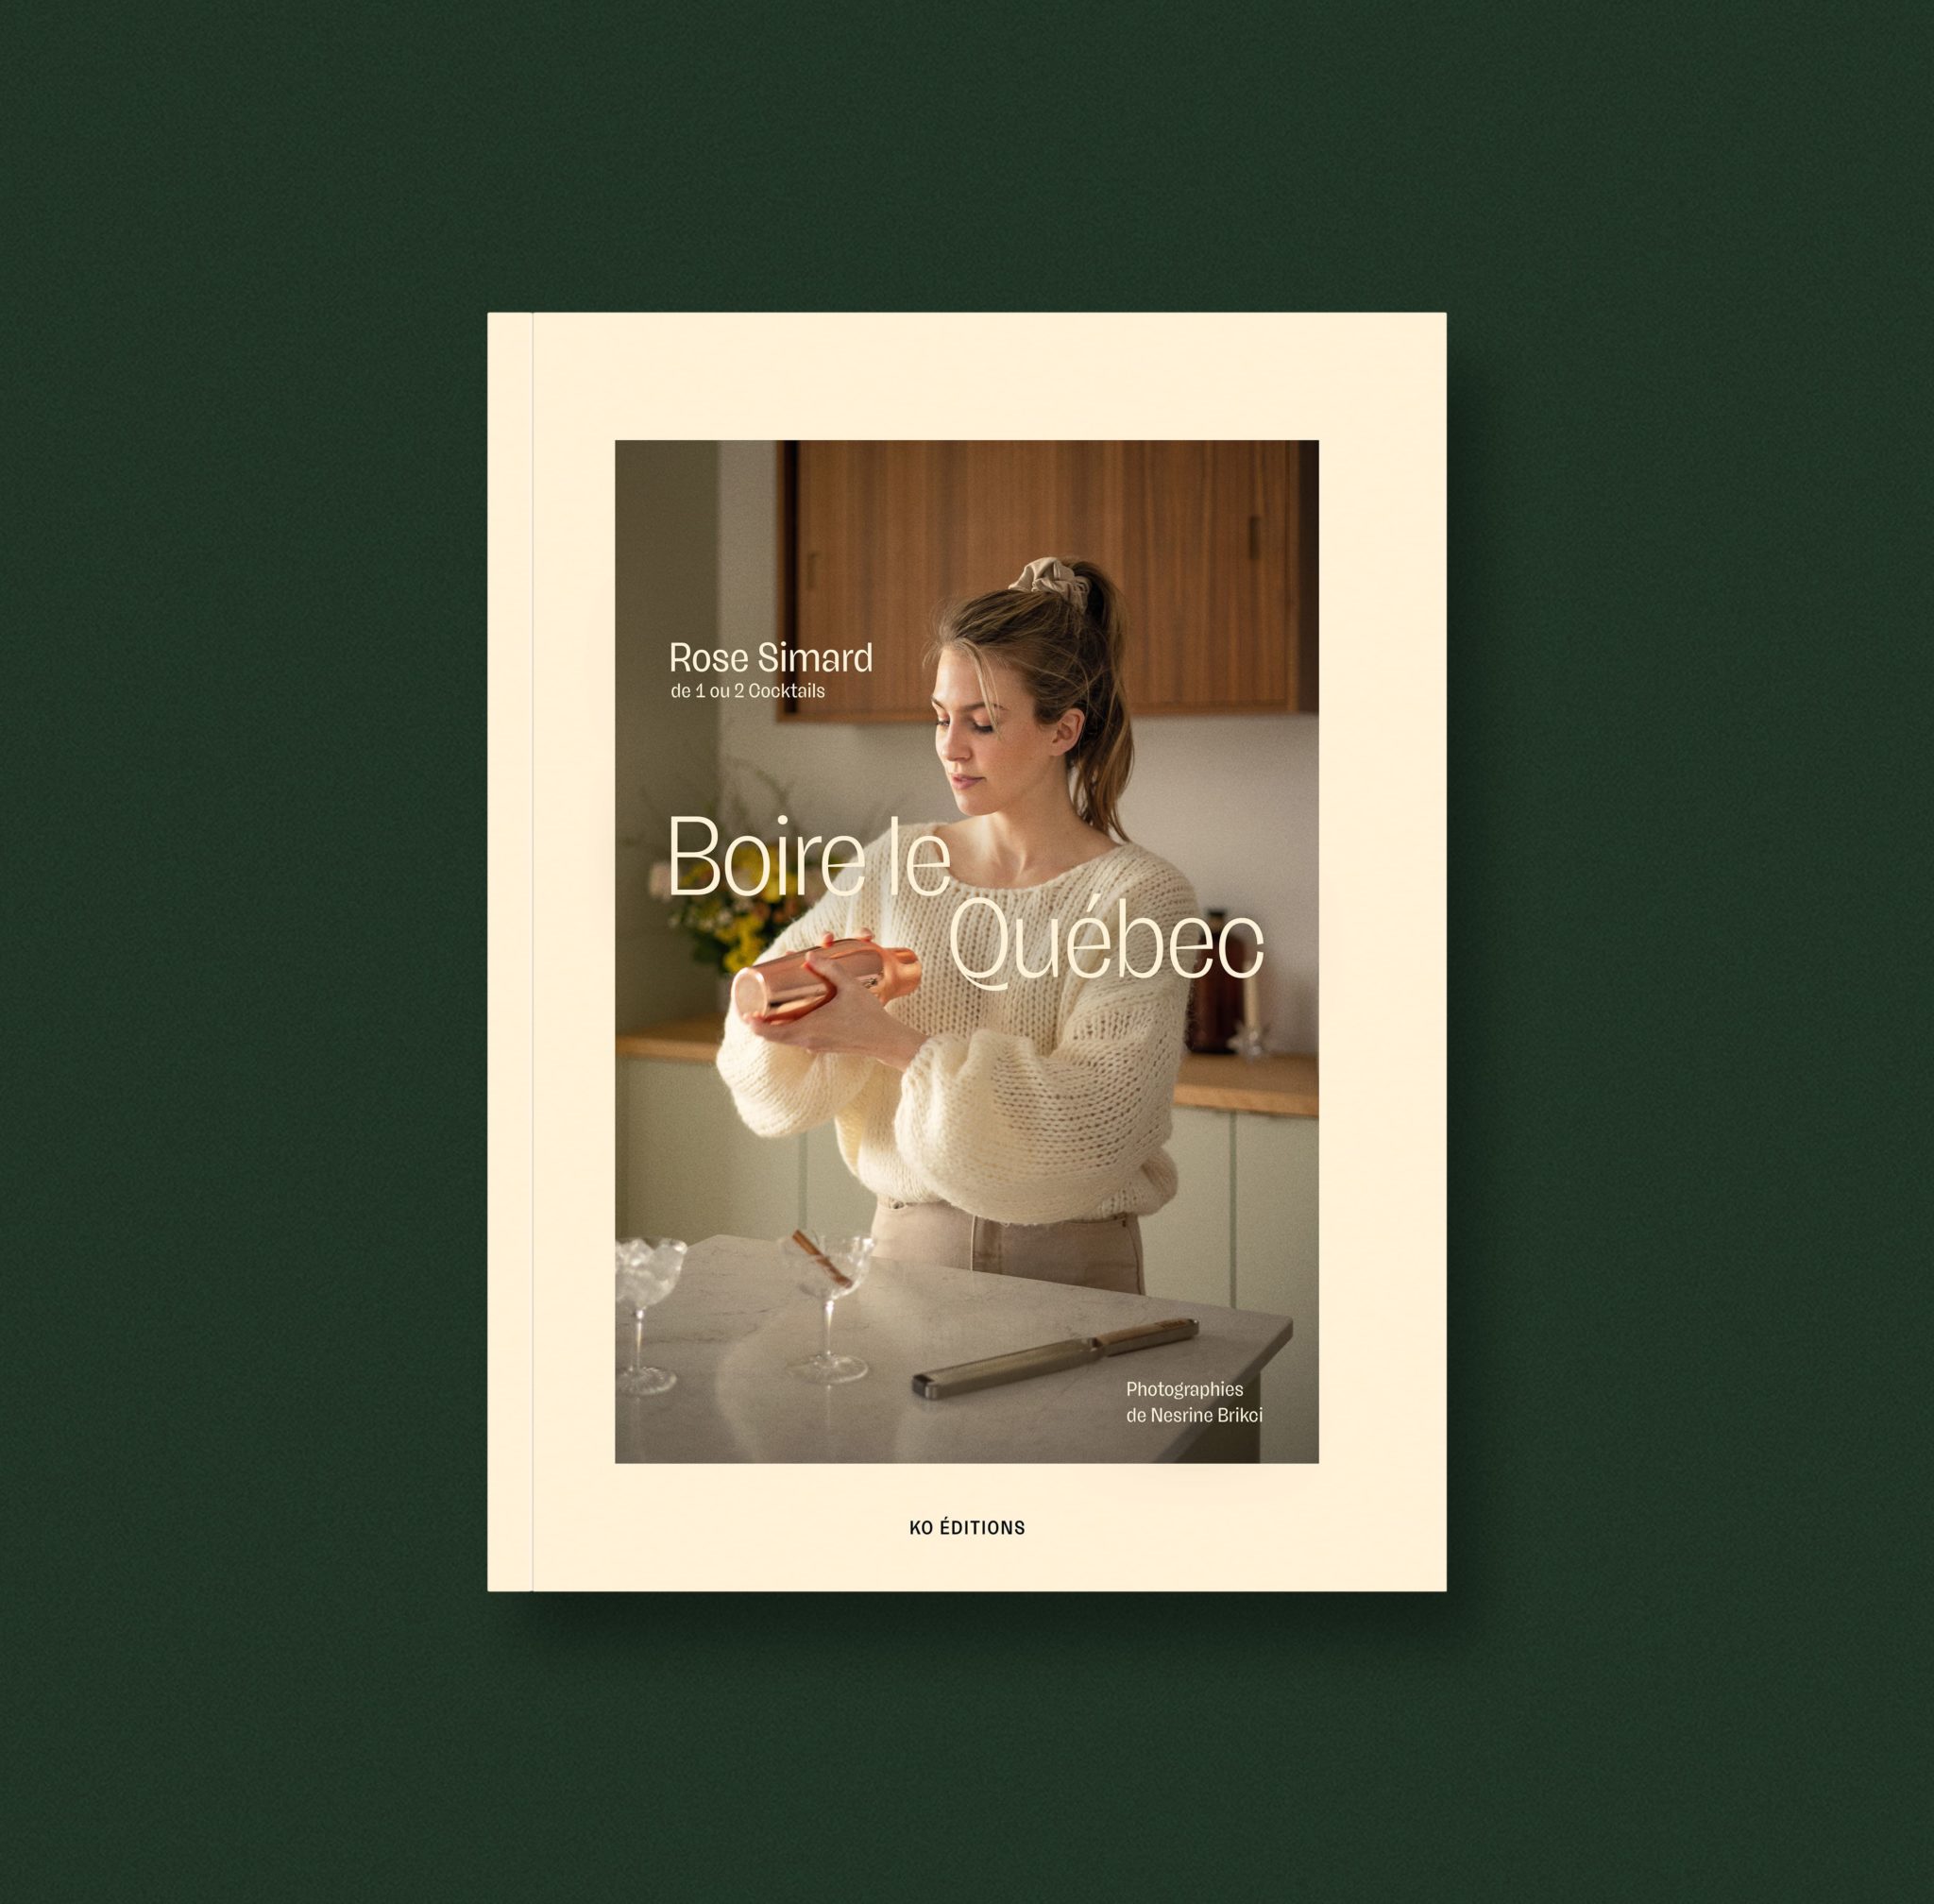 Rose Simard
de 1 ou 2 Cocktails
Boire le
Québec
Photographies
de Nesrine Brikci
KO ÉDITIONS